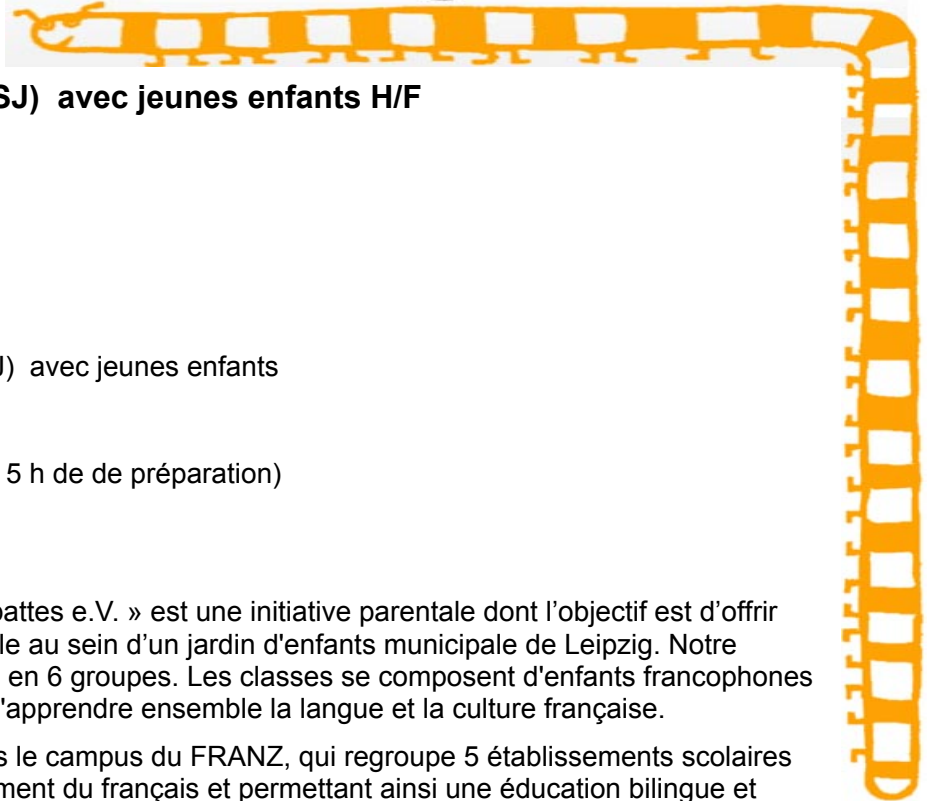 SJ) avec jeunes enfants H/F
J) avec jeunes enfants
5 h de de préparation)
pattes e.V. » est une initiative parentale dont l’objectif est d’offrir
le au sein d’un jardin d'enfants municipale de Leipzig. Notre
en 6 groupes. Les classes se composent d'enfants francophones
d'apprendre ensemble la langue et la culture française.
s le campus du FRANZ, qui regroupe 5 établissements scolaires
ment du français et permettant ainsi une éducation bilingue et